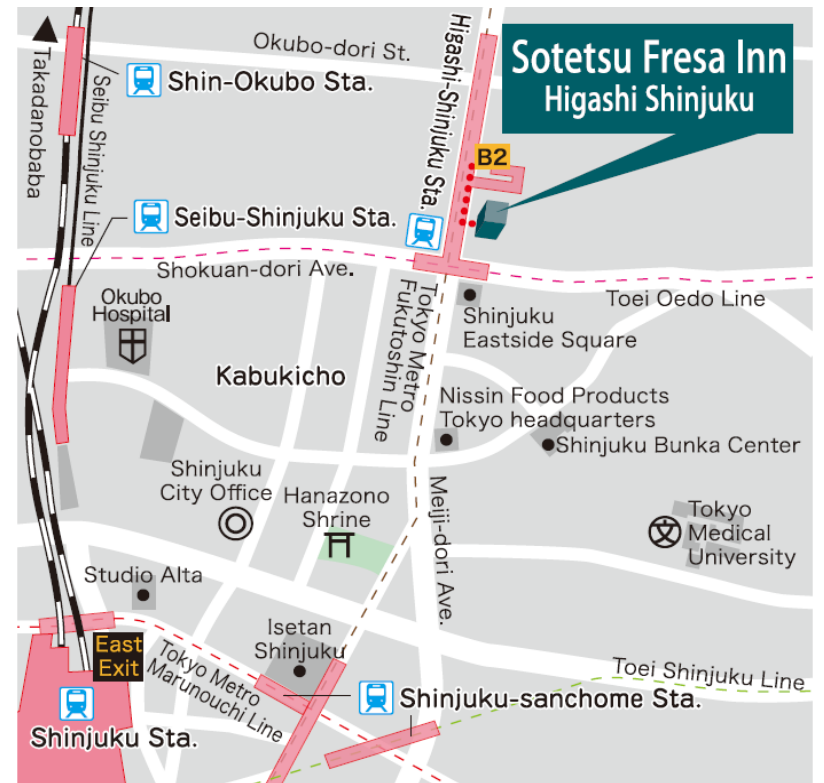 Okubo-dori St.
Higashi-Shinjuku Sta.
Sotetsu Fresa Inn
Higashi Shinjuku
Takadanobaba
Seibu Shinjuku Line
Shin-Okubo Sta.
B2
Seibu-Shinjuku Sta.
Shokuan-dori Ave.
Toei Oedo Line
Okubo
Hospital
Tokyo Metro
Fukutoshin Line
Shinjuku
Eastside Square
Kabukicho
Nissin Food Products
Tokyo headquarters
Shinjuku Bunka Center
Shinjuku
City Office
Hanazono
Shrine
Meiji-dori Ave.
文
Tokyo
Medical
University
Studio Alta
Isetan
Shinjuku
East
Exit
Tokyo Metro
Marunouchi Line
Toei Shinjuku Line
Shinjuku-sanchome Sta.
Shinjuku Sta.